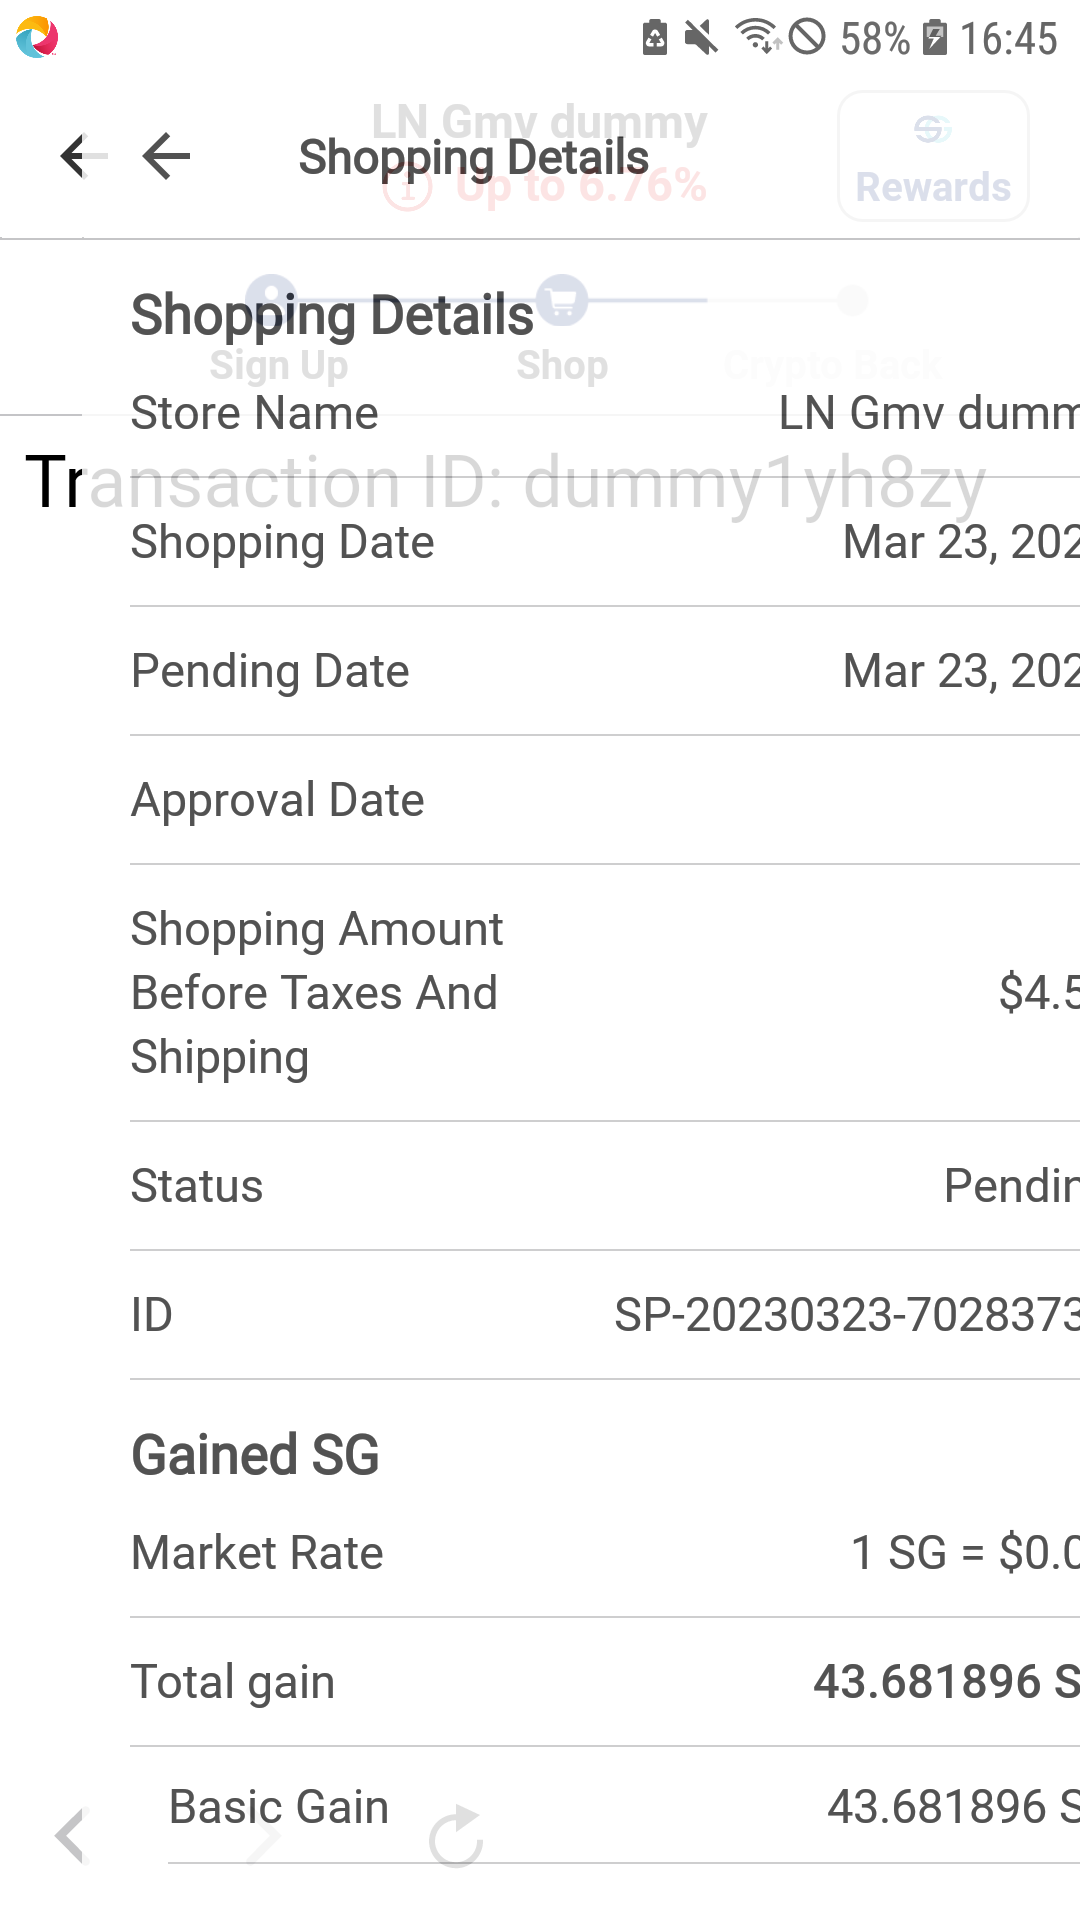 58% 16:45
LN Gmv dummy
Shopping Details
Up to 6.76%
Rewards
Shopping Details
Sign Up Shop Crypto Back
Store Name LN Gmv dumm
Transaction ID: dummy1yh8zy
Shopping Date Mar 23, 202
Pending Date Mar 23, 202
Approval Date
Shopping Amount
Before Taxes And $4.5
Shipping
Status Pendin
ID SP-20230323-7028373
Gained SG
Market Rate 1 SG = $0.0
Total gain 43.681896 S
Basic Gain 43.681896 S